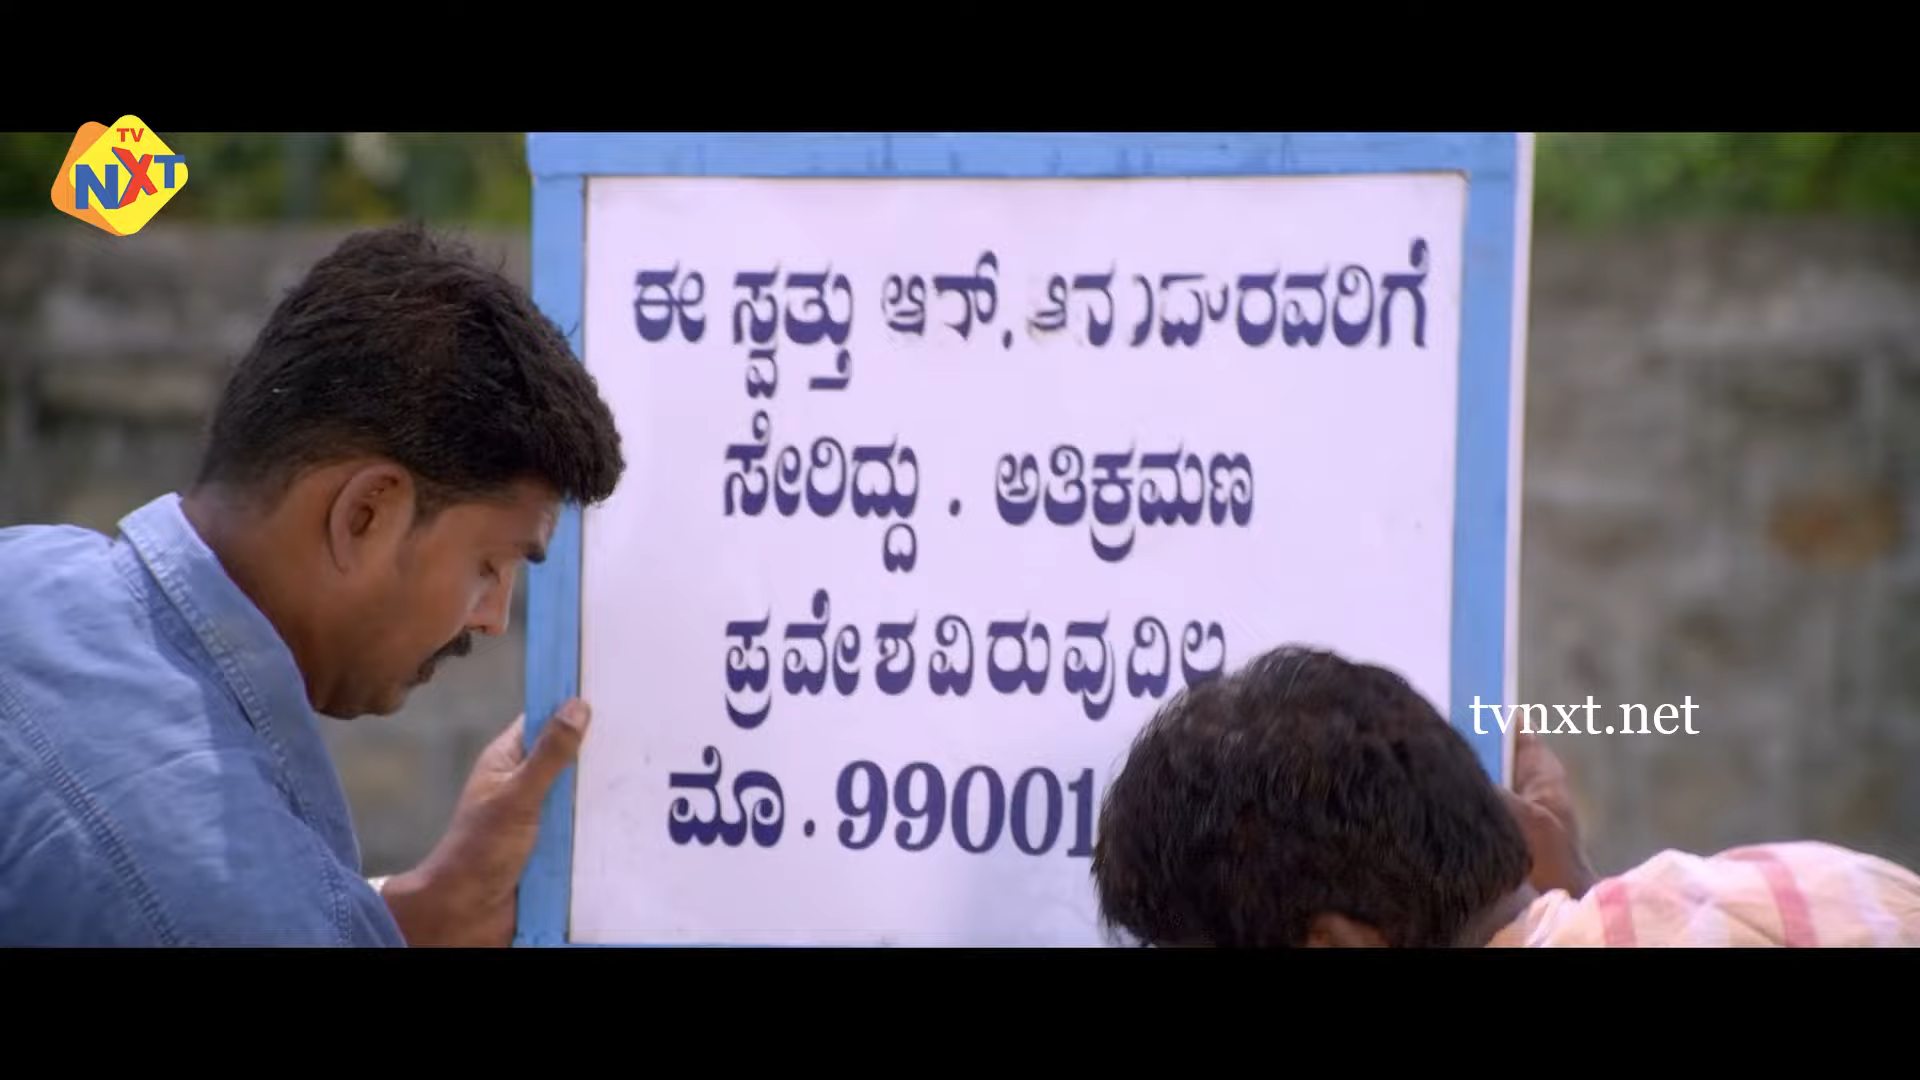 TV
NXT
ಈ ಸ್ವತ್ತು ಆರ್.
ಸೇರಿದ್ದು . ಅತಿಕ್ರಮಣ
ಪ್ರವೇಶವಿರುವುದಿಲ್ಲ
ಮೊ . 99001
tvnxt.net